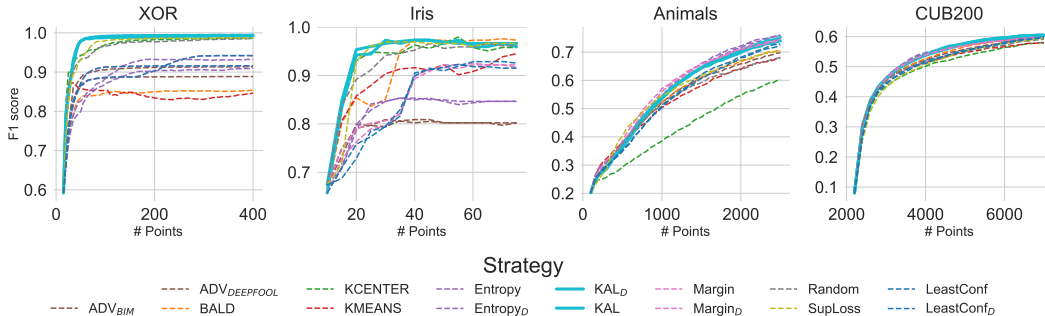 XOR Iris Animals CUB200
F1 score
1.0
0.9
0.8
0.7
0.6
0 200 400
# Points
1.0
0.9
0.8
0.7
20 40 60
# Points
0.7
0.6
0.5
0.4
0.3
0.2
0 1000 2000
# Points
0.6
0.5
0.4
0.3
0.2
0.1
2000 4000 6000
# Points
Strategy
ADV_DEEPFOOL KCENTER Entropy KAL_D Margin Random LeastConf
ADV_BIM BALD KMEANS Entropy_D KAL Margin_D SupLoss LeastConf_D